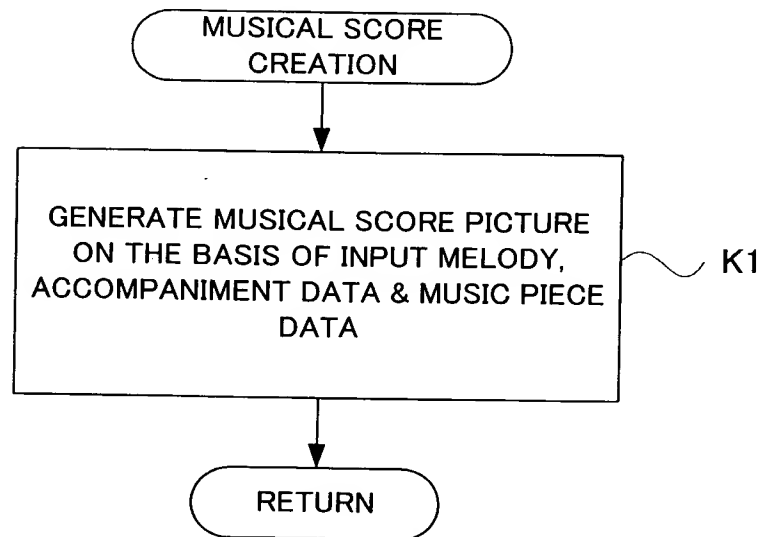 MUSICAL SCORE
CREATION
GENERATE MUSICAL SCORE PICTURE
ON THE BASIS OF INPUT MELODY,
ACCOMPANIMENT DATA & MUSIC PIECE
DATA
K1
RETURN